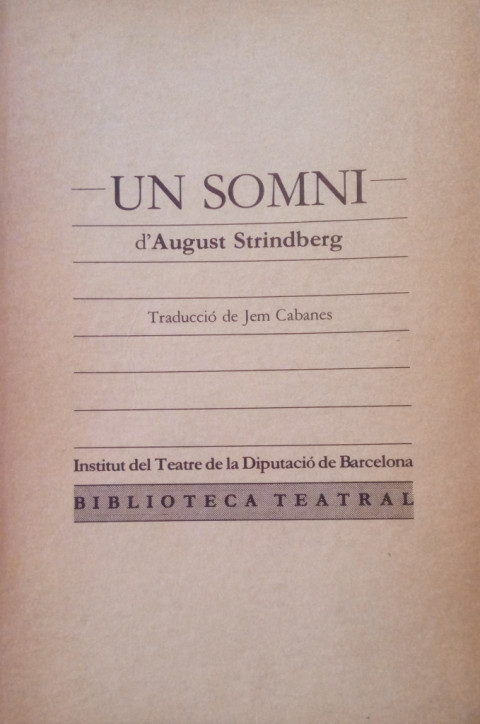 UN SOMNI
d'August Strindberg
Traducció de Jem Cabanes
Institut del Teatre de la Diputació de Barcelona
BIBLIOTECA TEATRAL